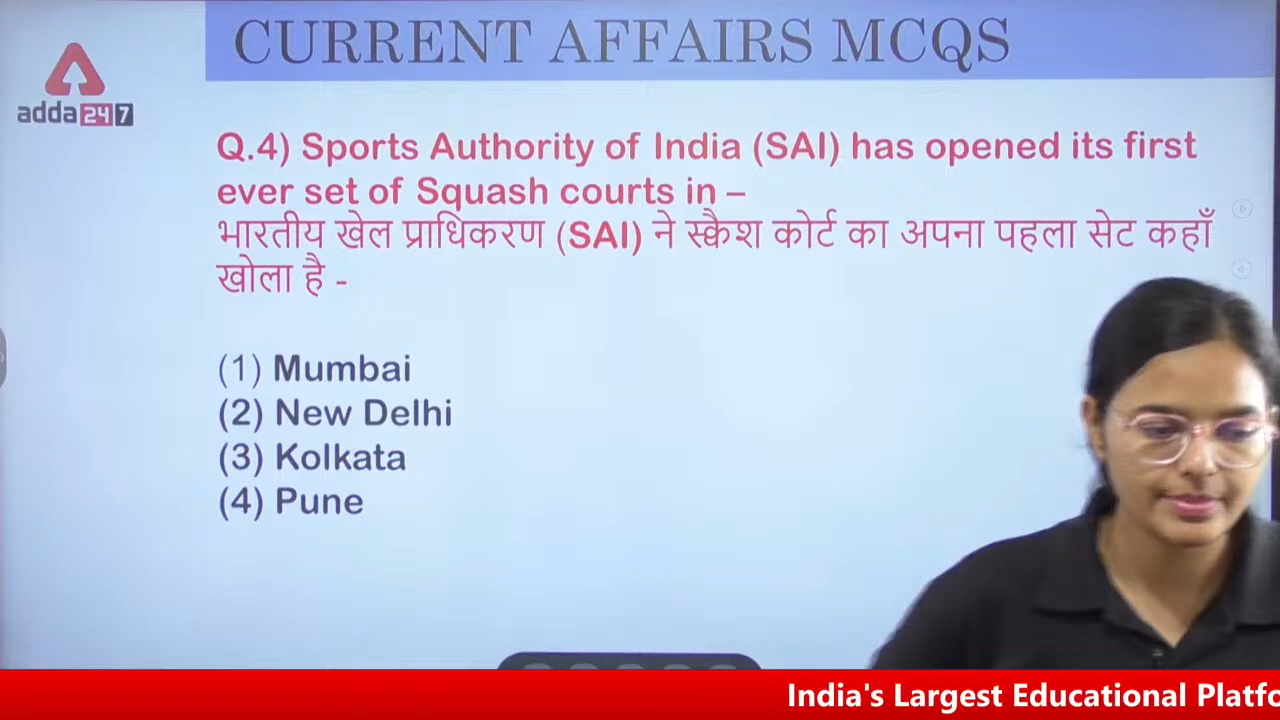 CURRENT AFFAIRS MCQS
adda247
Q.4) Sports Authority of India (SAI) has opened its first
ever set of Squash courts in –
भारतीय खेल प्राधिकरण (SAI) ने स्क्वैश कोर्ट का अपना पहला सेट कहाँ
खोला है -
(1) Mumbai
(2) New Delhi
(3) Kolkata
(4) Pune
India's Largest Educational Platfo